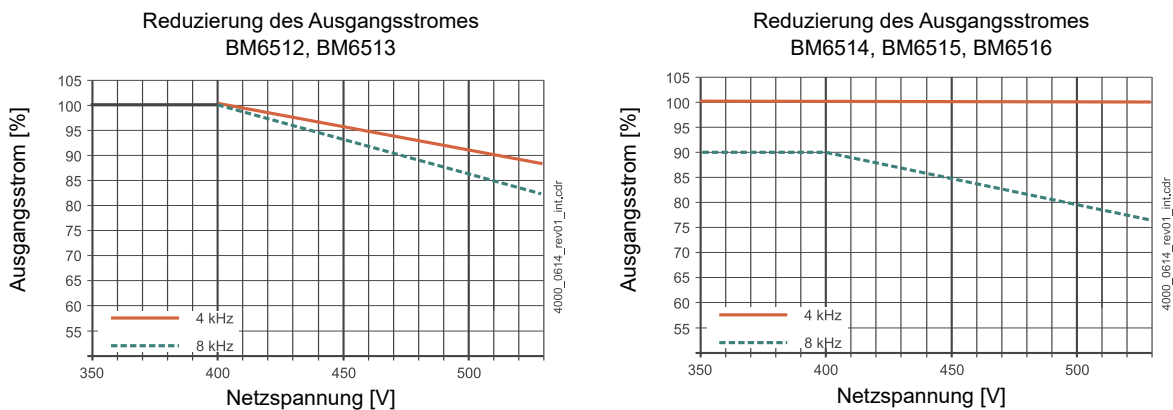 Reduzierung des Ausgangsstromes
BM6512, BM6513
Ausgangsstrom [%]
105
100
95
90
85
80
75
70
65
60
55
4 kHz
8 kHz
350
400
450
500
Netzspannung [V]
4000_0614_rev01_int.cdr
Reduzierung des Ausgangsstromes
BM6514, BM6515, BM6516
Ausgangsstrom [%]
105
100
95
90
85
80
75
70
65
60
55
4 kHz
8 kHz
350
400
450
500
Netzspannung [V]
4000_0614_rev01_int.cdr